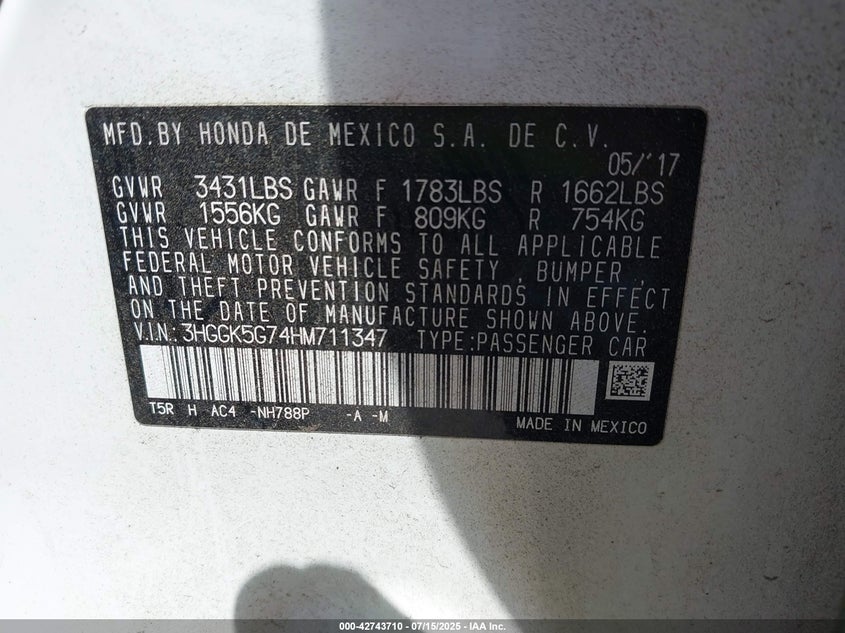 MFD.BY HONDA DE MEXICO S.A. DE C.V.
05/'17
GVWR 3431LBS GAWR F 1783LBS R 1662LBS
GVWR 1556KG GAWR F 809KG R 754KG
THIS VEHICLE CONFORMS TO ALL APPLICABLE
FEDERAL MOTOR VEHICLE SAFETY, BUMPER,
AND THEFT PREVENTION STANDARDS IN EFFECT
ON THE DATE OF MANUFACTURE SHOWN ABOVE.
V.I.N.:3HGGK5G74HM711347 TYPE:PASSENGER CAR
T5R H AC4 -NH788P -A -M
MADE IN MEXICO
000-42743710 - 07/15/2025 - IAA Inc.